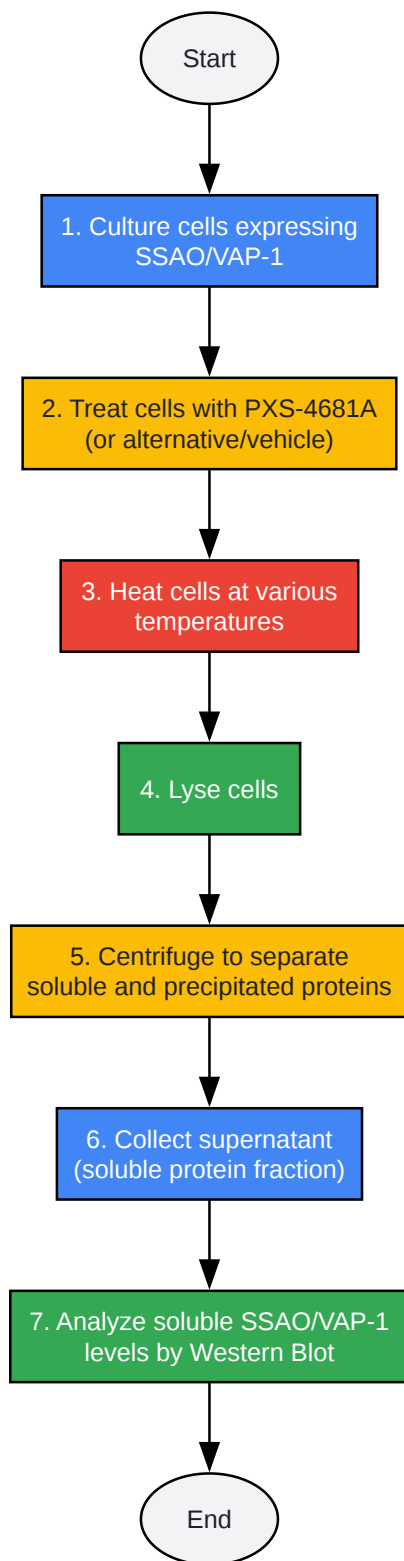 Start
1. Culture cells expressing
SSAO/VAP-1
2. Treat cells with PXS-4681A
(or alternative/vehicle)
3. Heat cells at various
temperatures
4. Lyse cells
5. Centrifuge to separate
soluble and precipitated proteins
6. Collect supernatant
(soluble protein fraction)
7. Analyze soluble SSAO/VAP-1
levels by Western Blot
End